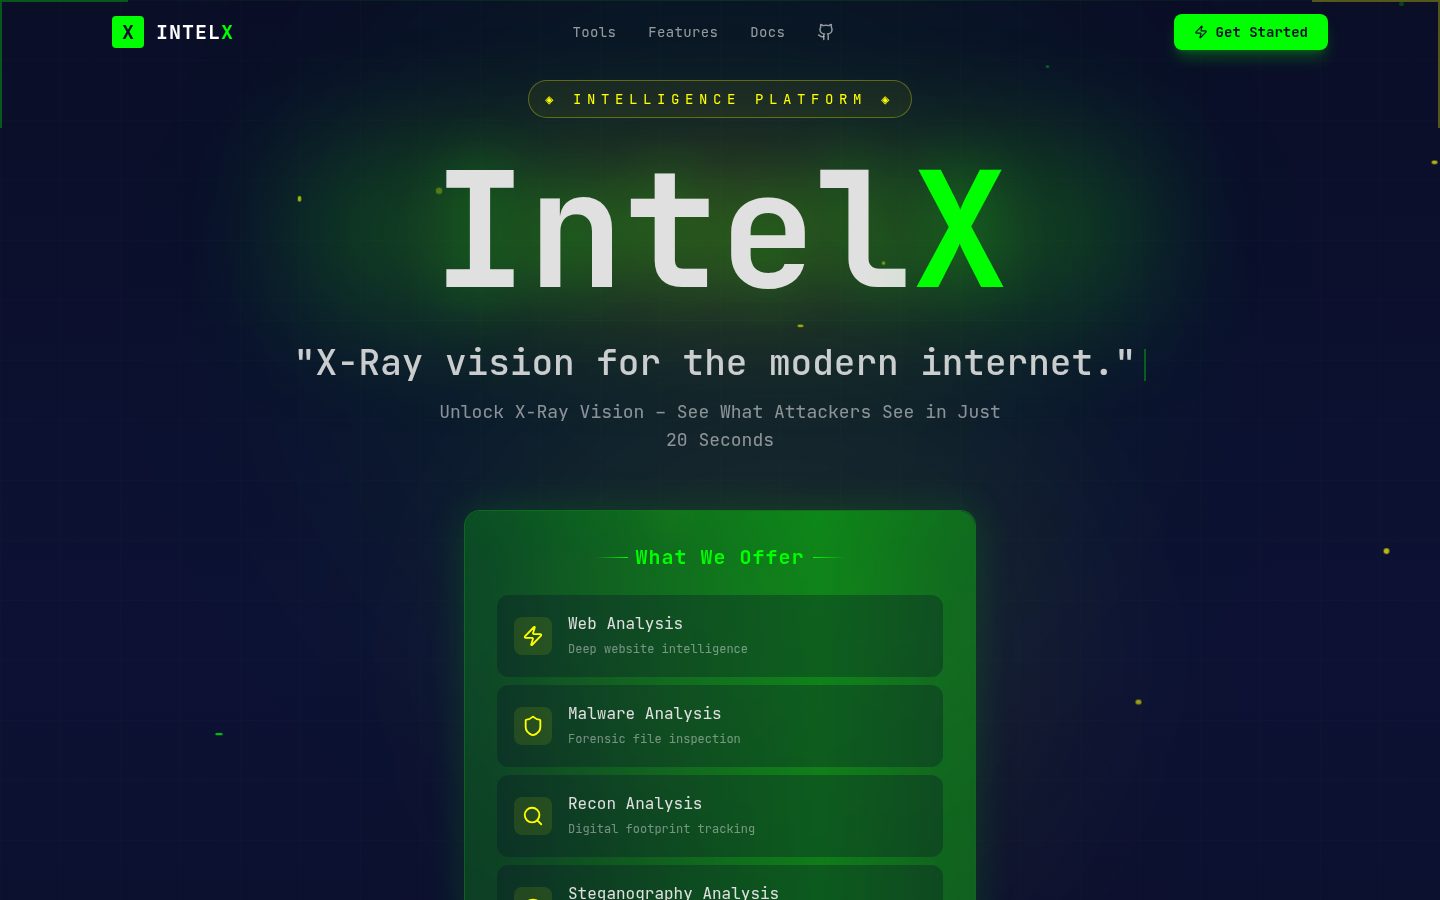 X INTELX
Tools Features Docs
Get Started
◈ INTELLIGENCE PLATFORM ◈
IntelX
"X-Ray vision for the modern internet."
Unlock X-Ray Vision – See What Attackers See in Just
20 Seconds
What We Offer
Web Analysis
Deep website intelligence
Malware Analysis
Forensic file inspection
Recon Analysis
Digital footprint tracking
Steganography Analysis